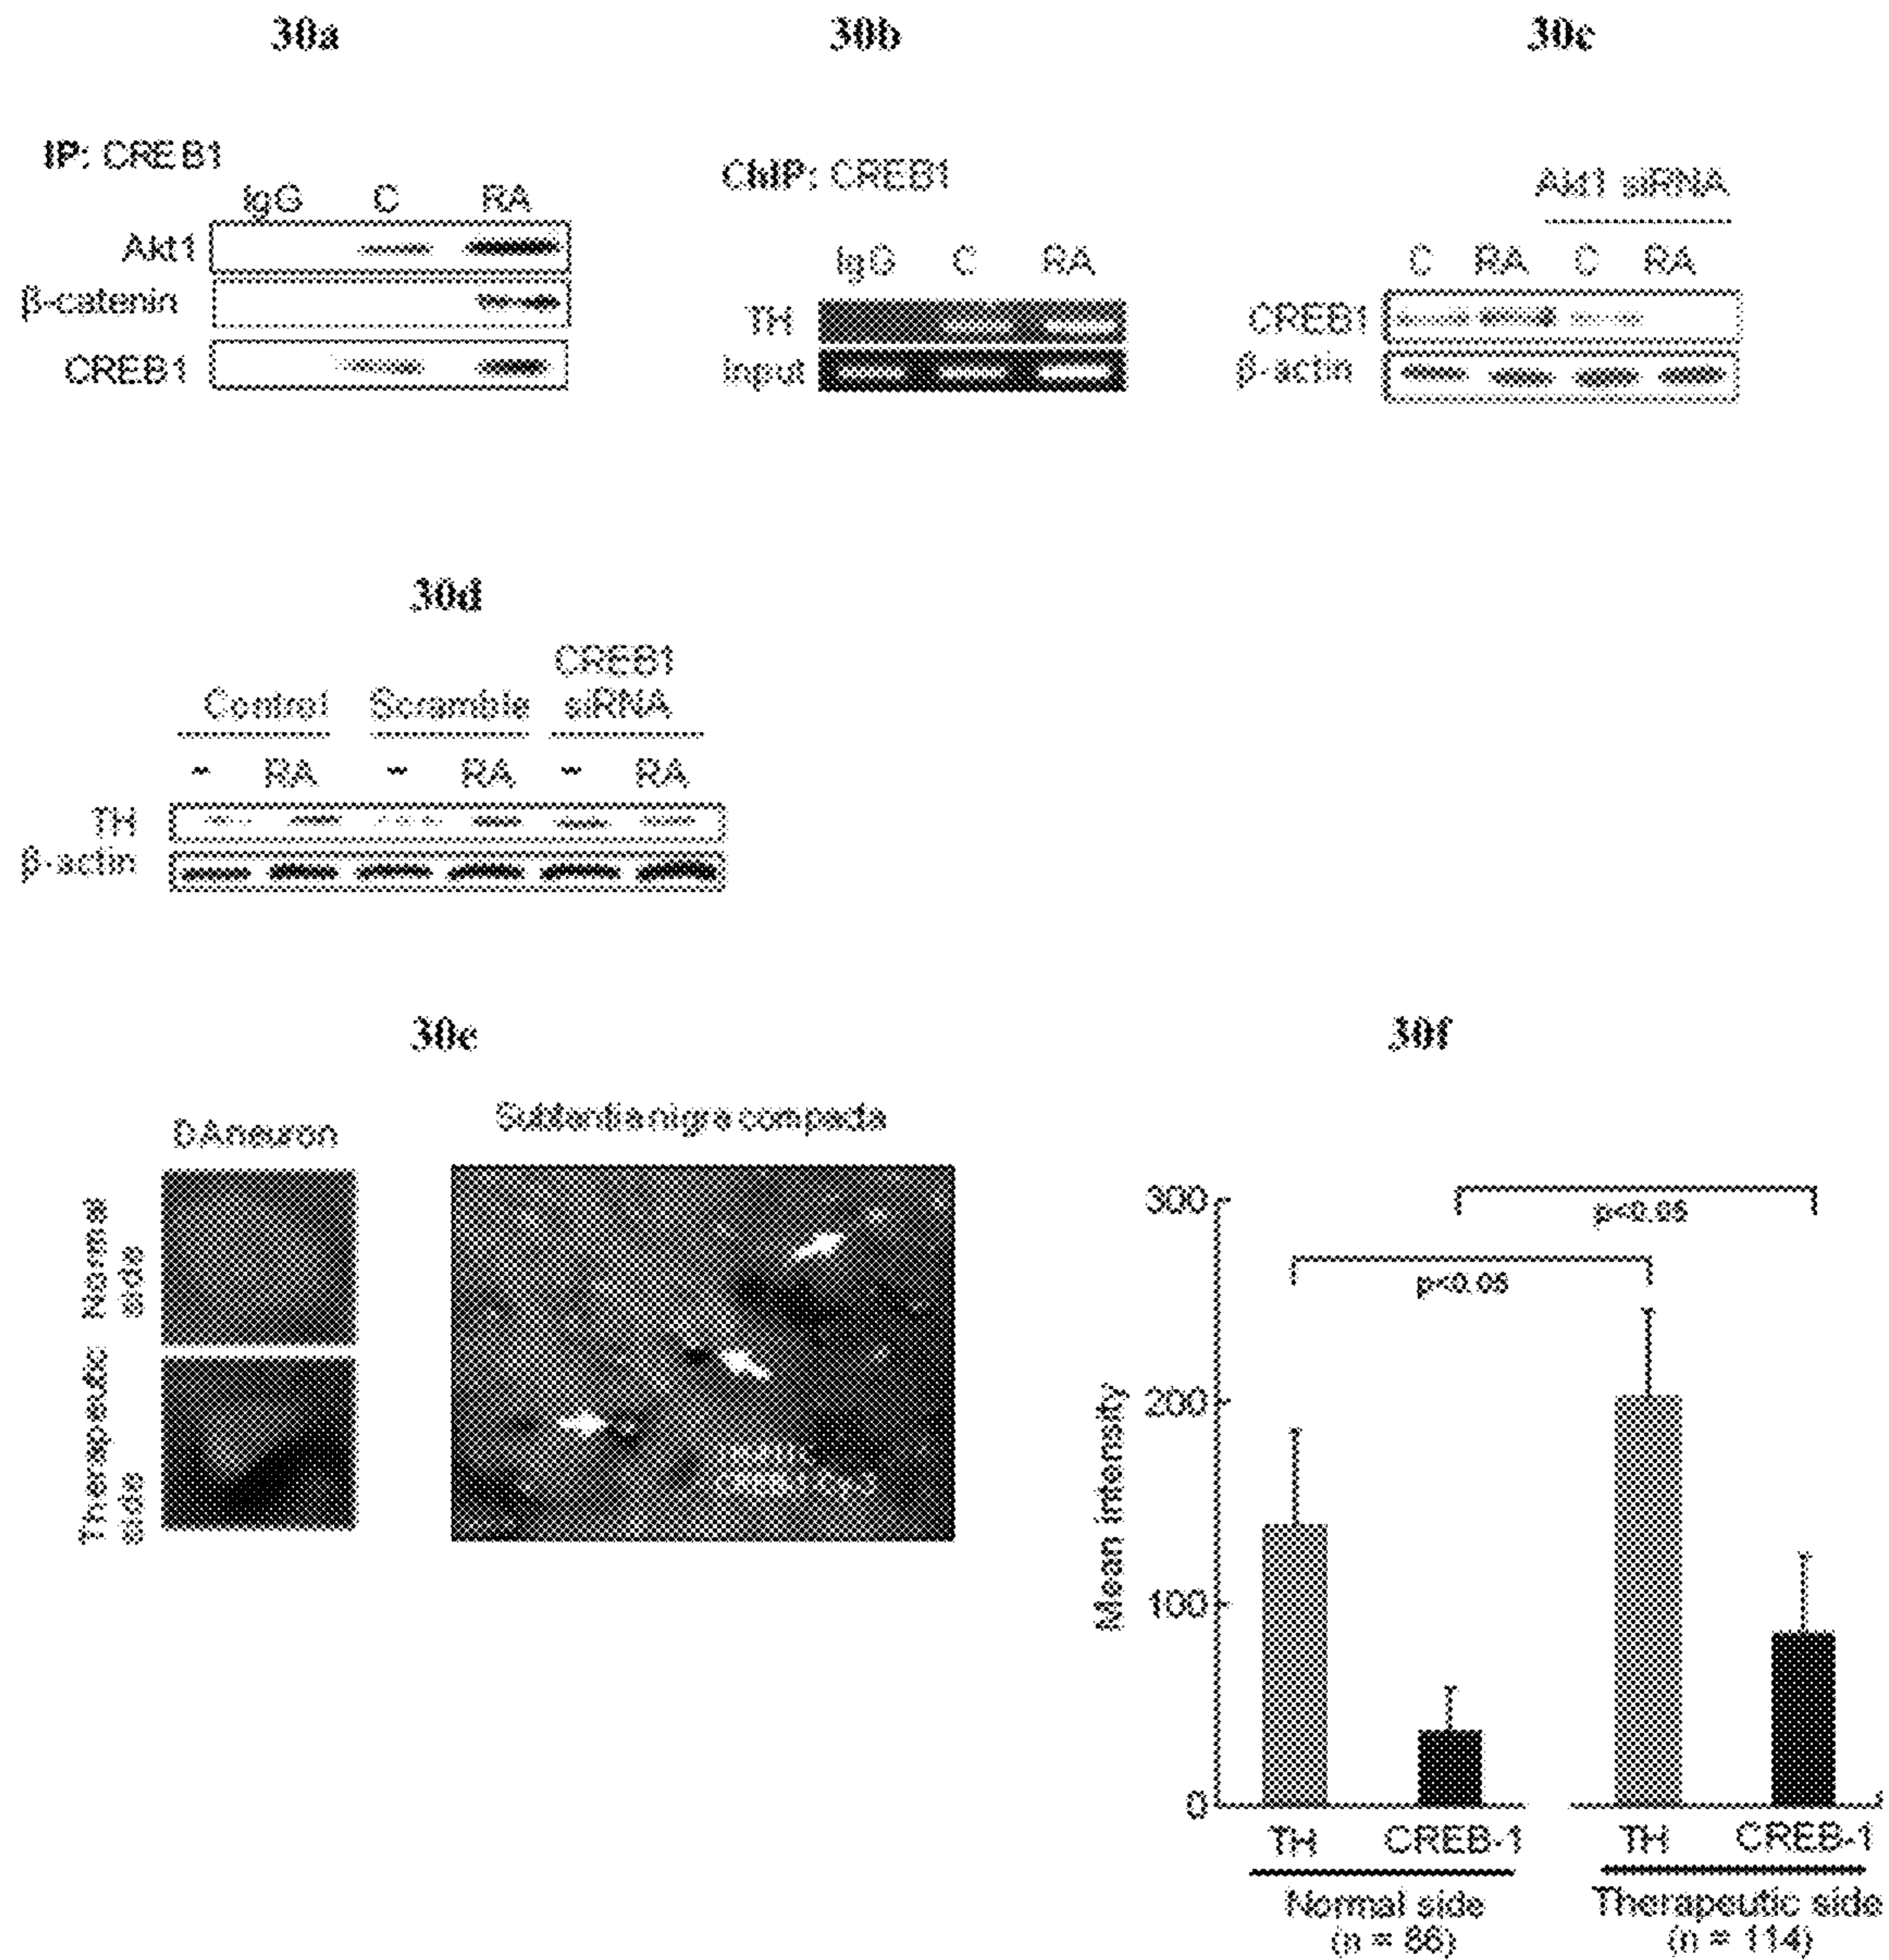 30a
IP: CREB1
IgG C RA
Akt1
β-catenin
CREB1
30b
ChIP: CREB1
IgG C RA
TH
Input
30c
Akt1 siRNA
C RA C RA
CREB1
β-actin
30d
Control Scramble CREB1 siRNA
- RA - RA - RA
TH
β-actin
30e
DAneuron
Substantia nigra compada
Normal side
Therapeutic side
30f
Mean intensity
300
200
100
0
p<0.05
p<0.05
TH CREB-1 TH CREB-1
Normal side Therapeutic side
(n = 86) (n = 114)